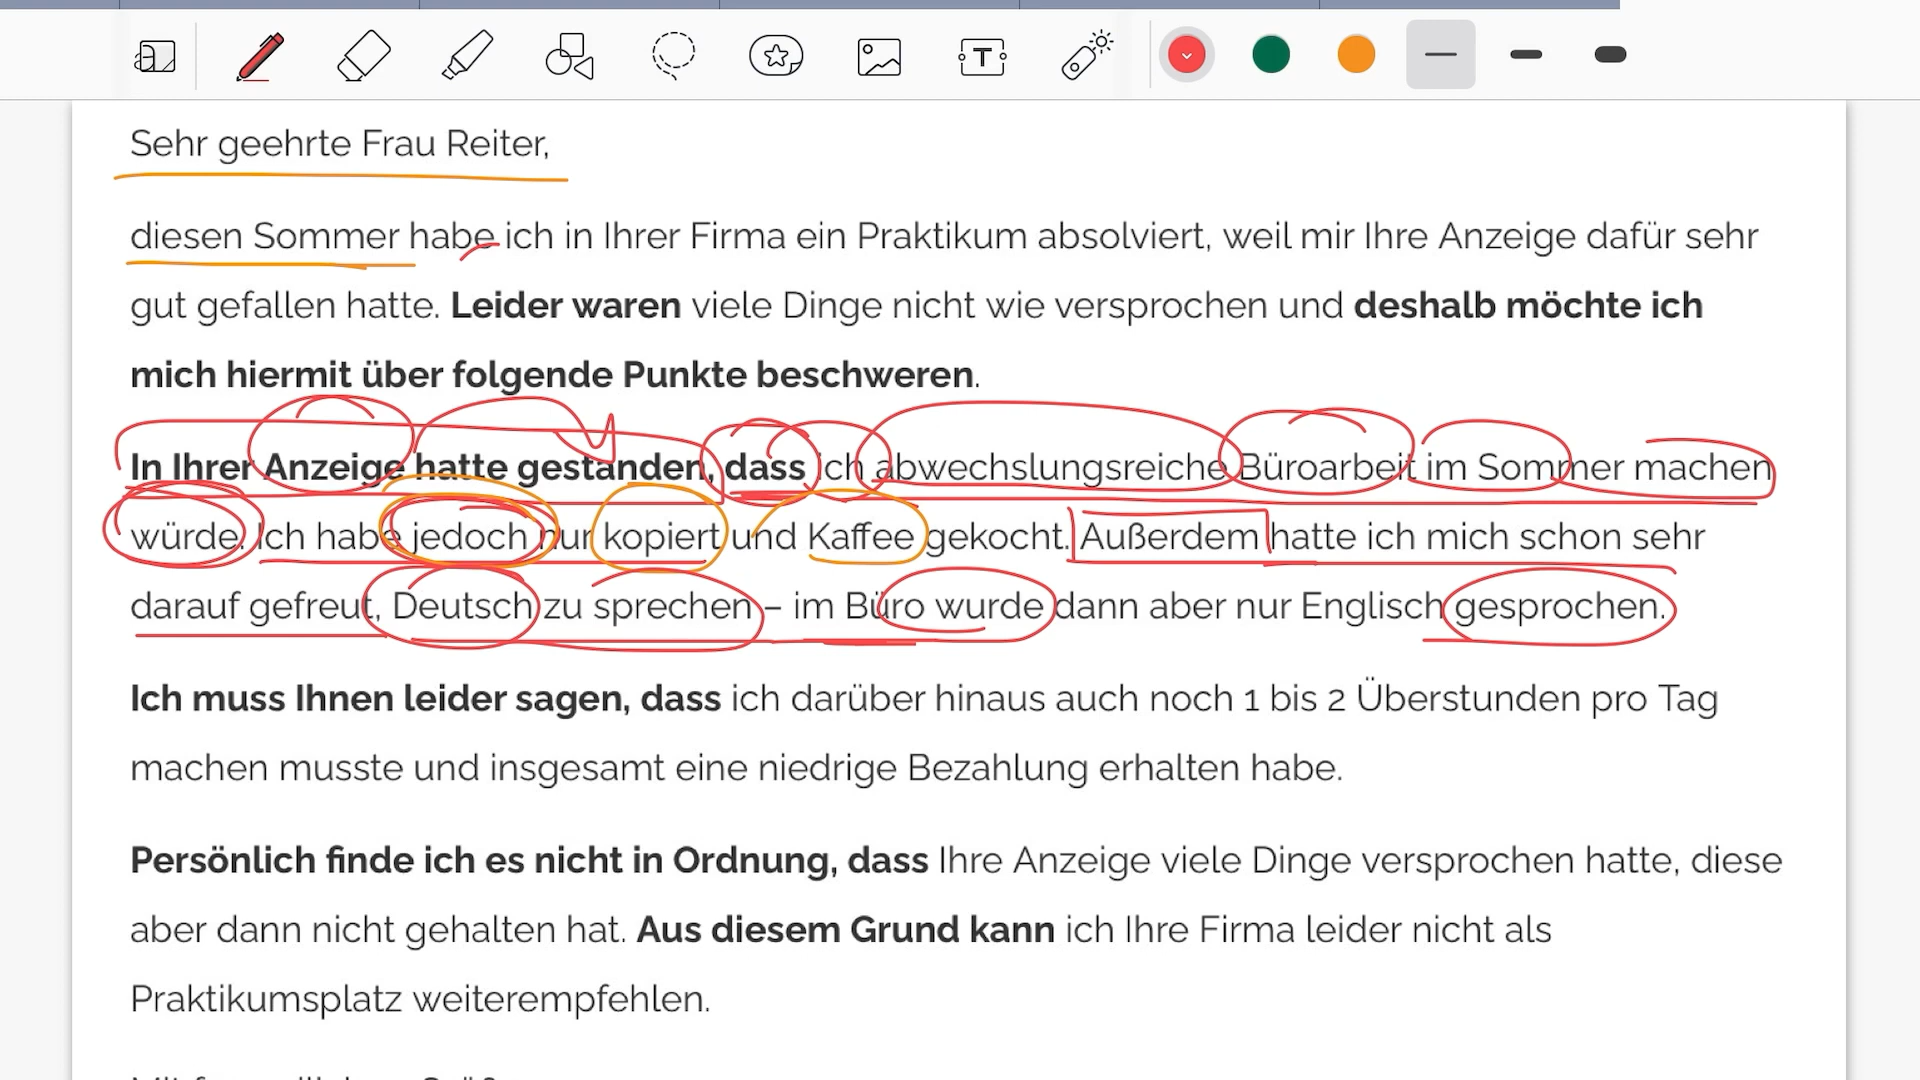 Sehr geehrte Frau Reiter,
diesen Sommer habe ich in Ihrer Firma ein Praktikum absolviert, weil mir Ihre Anzeige dafür sehr
gut gefallen hatte. Leider waren viele Dinge nicht wie versprochen und deshalb möchte ich
mich hiermit über folgende Punkte beschweren.
In Ihrer Anzeige hatte gestanden, dass ich abwechslungsreiche Büroarbeit im Sommer machen
würde. Ich habe jedoch nur kopiert und Kaffee gekocht. Außerdem hatte ich mich schon sehr
darauf gefreut, Deutsch zu sprechen – im Büro wurde dann aber nur Englisch gesprochen.
Ich muss Ihnen leider sagen, dass ich darüber hinaus auch noch 1 bis 2 Überstunden pro Tag
machen musste und insgesamt eine niedrige Bezahlung erhalten habe.
Persönlich finde ich es nicht in Ordnung, dass Ihre Anzeige viele Dinge versprochen hatte, diese
aber dann nicht gehalten hat. Aus diesem Grund kann ich Ihre Firma leider nicht als
Praktikumsplatz weiterempfehlen.